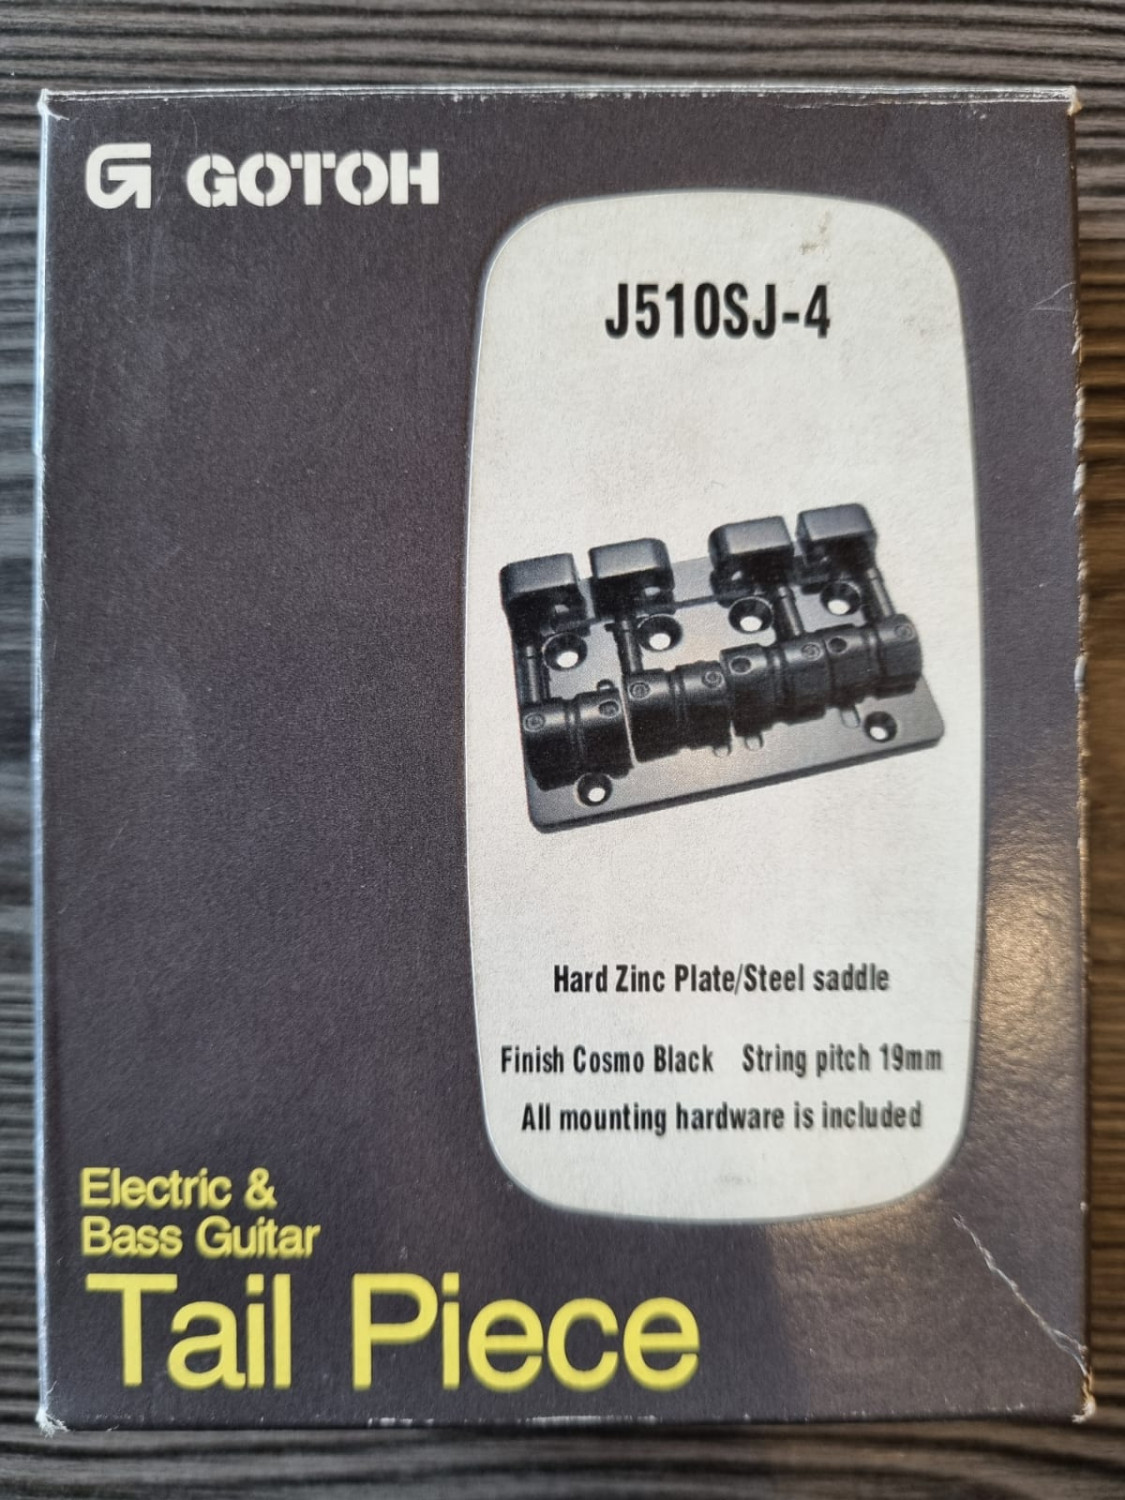 GOTOH
J510SJ-4
Hard Zinc Plate/Steel saddle
Finish Cosmo Black String pitch 19mm
All mounting hardware is included
Electric &
Bass Guitar
Tail Piece